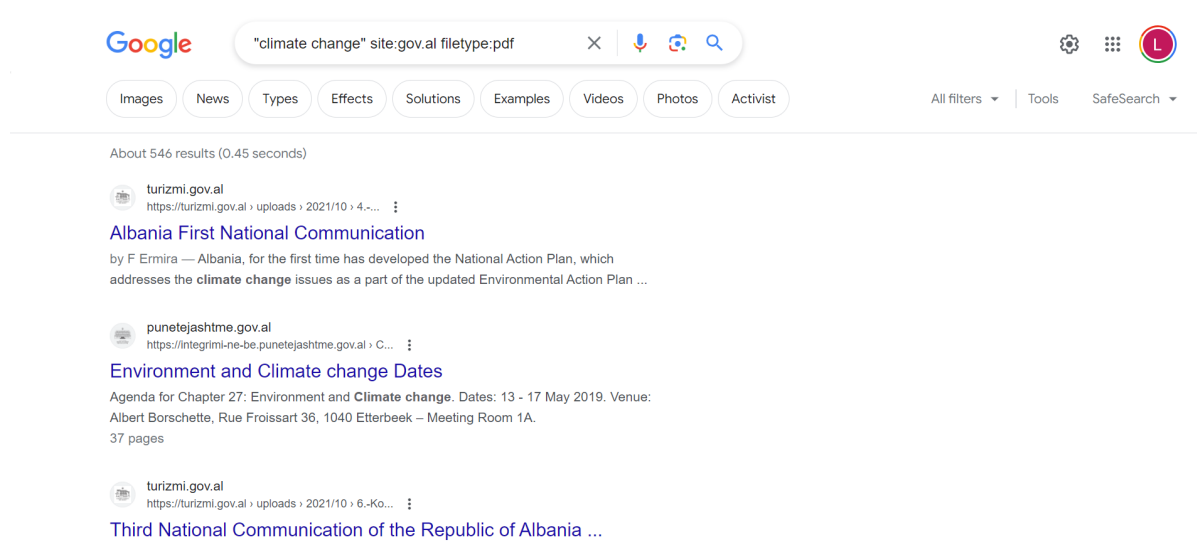 Google
"climate change" site:gov.al filetype:pdf
L
Images News Types Effects Solutions Examples Videos Photos Activist All filters Tools SafeSearch
About 546 results (0.45 seconds)
turizmi.gov.al
https://turizmi.gov.al › uploads › 2021/10 › 4.-...
Albania First National Communication
by F Ermira — Albania, for the first time has developed the National Action Plan, which
addresses the climate change issues as a part of the updated Environmental Action Plan ...
punetejashtme.gov.al
https://integrimi-ne-be.punetejashtme.gov.al › C...
Environment and Climate change Dates
Agenda for Chapter 27: Environment and Climate change. Dates: 13 - 17 May 2019. Venue:
Albert Borschette, Rue Froissart 36, 1040 Etterbeek – Meeting Room 1A.
37 pages
turizmi.gov.al
https://turizmi.gov.al › uploads › 2021/10 › 6.-Ko...
Third National Communication of the Republic of Albania ...